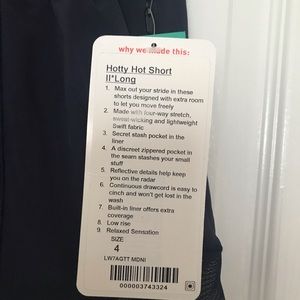 why we made this:
Hotty Hot Short
II*Long
1. Max out your stride in these
shorts designed with extra room
to let you move freely
2. Made with four-way stretch,
sweat-wicking and lightweight
Swift fabric
3. Secret stash pocket in the
liner
4. A discreet zippered pocket in
the seam stashes your small
stuff
5. Reflective details help keep
you on the radar
6. Continuous drawcord is easy to
cinch and won't get lost in the
wash
7. Built-in liner offers extra
coverage
8. Low rise
9. Relaxed Sensation
SIZE
4
LW7AGTT MDNI
000003743324